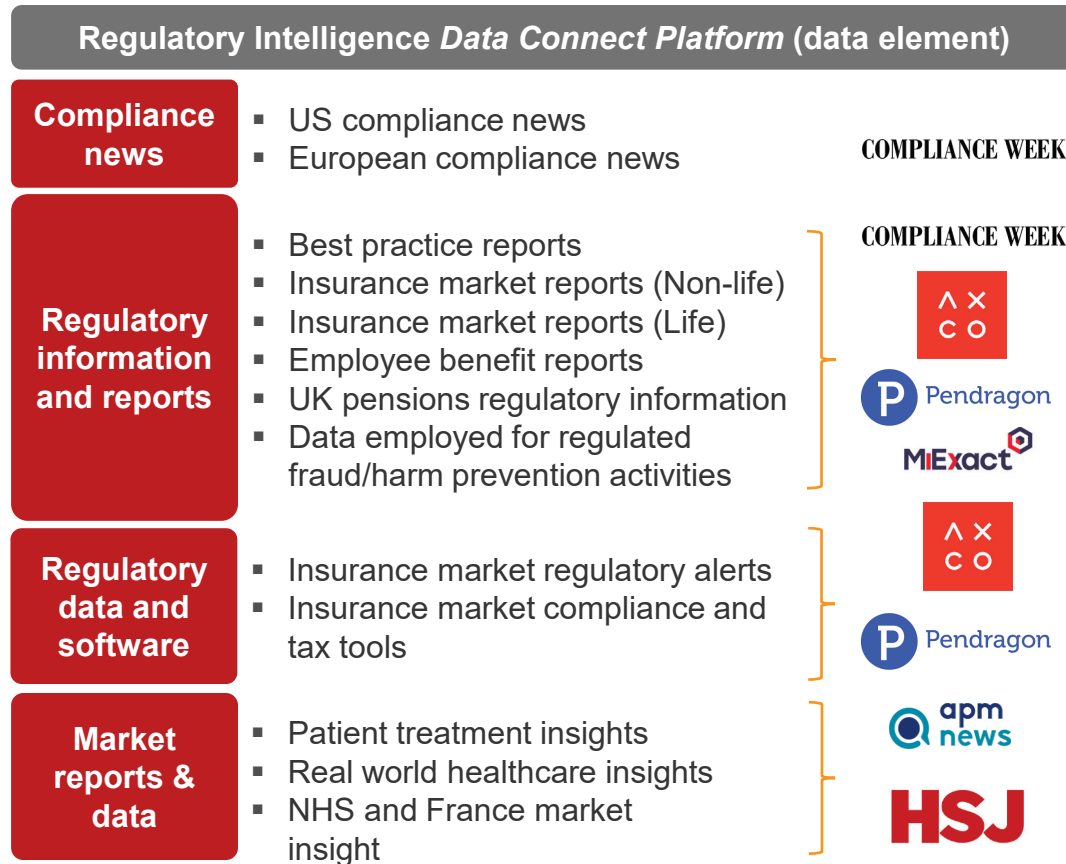 Regulatory Intelligence Data Connect Platform (data element)
Compliance
news
▪ US compliance news
▪ European compliance news
COMPLIANCE WEEK
Regulatory
information
and reports
▪ Best practice reports
▪ Insurance market reports (Non-life)
▪ Insurance market reports (Life)
▪ Employee benefit reports
▪ UK pensions regulatory information
▪ Data employed for regulated
fraud/harm prevention activities
COMPLIANCE WEEK
AX
CO
P Pendragon
MiExact
Regulatory
data and
software
▪ Insurance market regulatory alerts
▪ Insurance market compliance and
tax tools
AX
CO
P Pendragon
Market
reports &
data
▪ Patient treatment insights
▪ Real world healthcare insights
▪ NHS and France market
insight
apm
news
HSJ